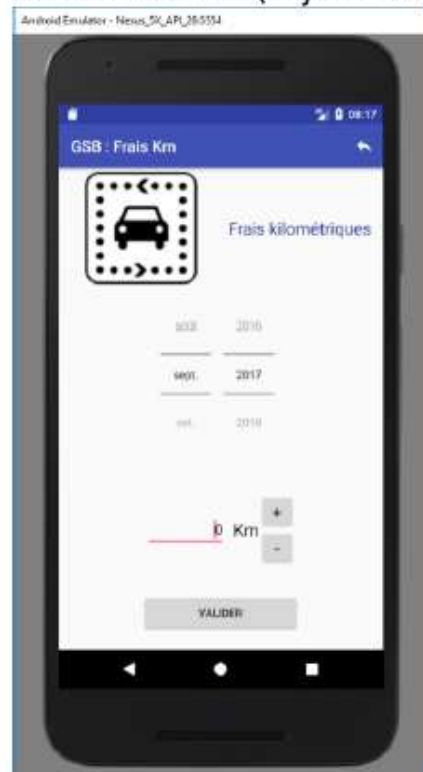 Android Emulator - Nexus_5X_API_26:5554
08:17
GSB : Frais Km
Frais kilométriques
août 2016
sept. 2017
oct. 2018
0 Km
+
-
VALIDER